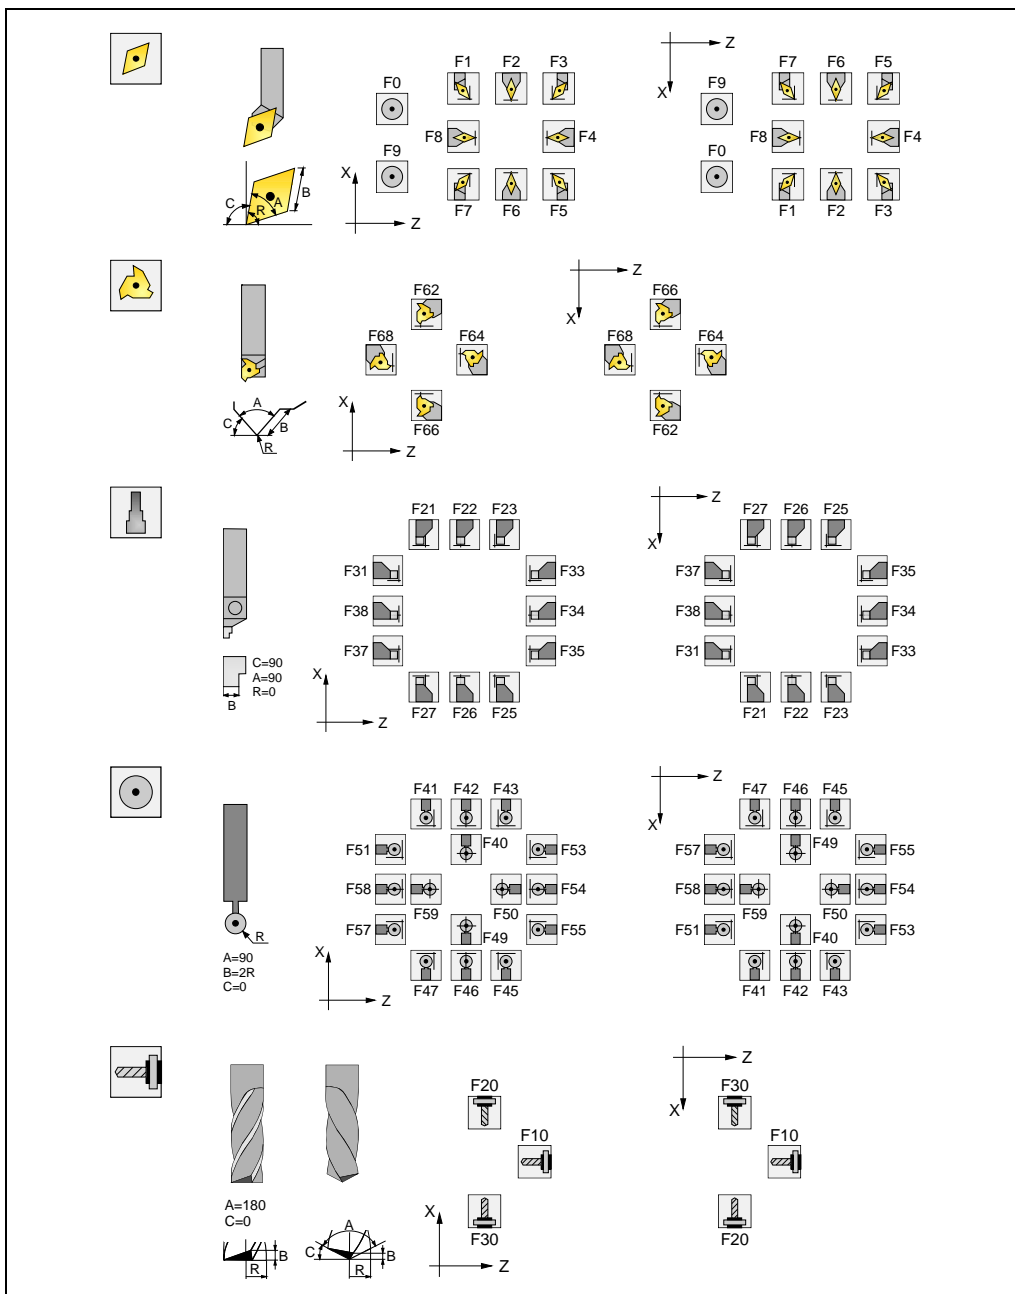 F1 F2 F3
F0
F8 F4
F9
F7 F6 F5
X
Z
Z
X
F7 F6 F5
F9
F8 F4
F0
F1 F2 F3
C
R
A
B
F62
F68 F64
F66
X
Z
Z
X
F66
F68 F64
F62
A
C
B
R
F21 F22 F23
F31 F33
F38 F34
F37 F35
F27 F26 F25
X
Z
Z
X
F27 F26 F25
F37 F35
F38 F34
F31 F33
F21 F22 F23
C=90
A=90
R=0
B
F41 F42 F43
F51 F40 F53
F58 F54
F59 F50
F57 F49 F55
F47 F46 F45
X
Z
Z
X
F47 F46 F45
F57 F49 F55
F58 F54
F59 F50
F51 F40 F53
F41 F42 F43
R
A=90
B=2R
C=0
F20
F10
F30
X
Z
Z
X
F30
F10
F20
A=180
C=0
B
R
A
C
B
R